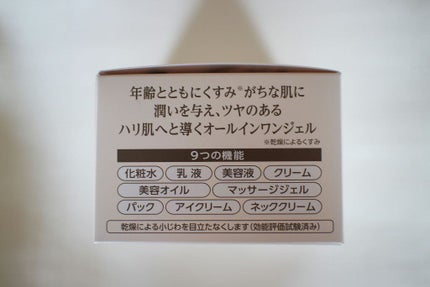 年齢とともにくすみ※がちな肌に
潤いを与え、ツヤのある
ハリ肌へと導くオールインワンジェル
※乾燥によるくすみ
9つの機能
化粧水 乳液 美容液 クリーム
美容オイル マッサージジェル
パック アイクリーム ネッククリーム
乾燥による小じわを目立たなくします(効能評価試験済み)